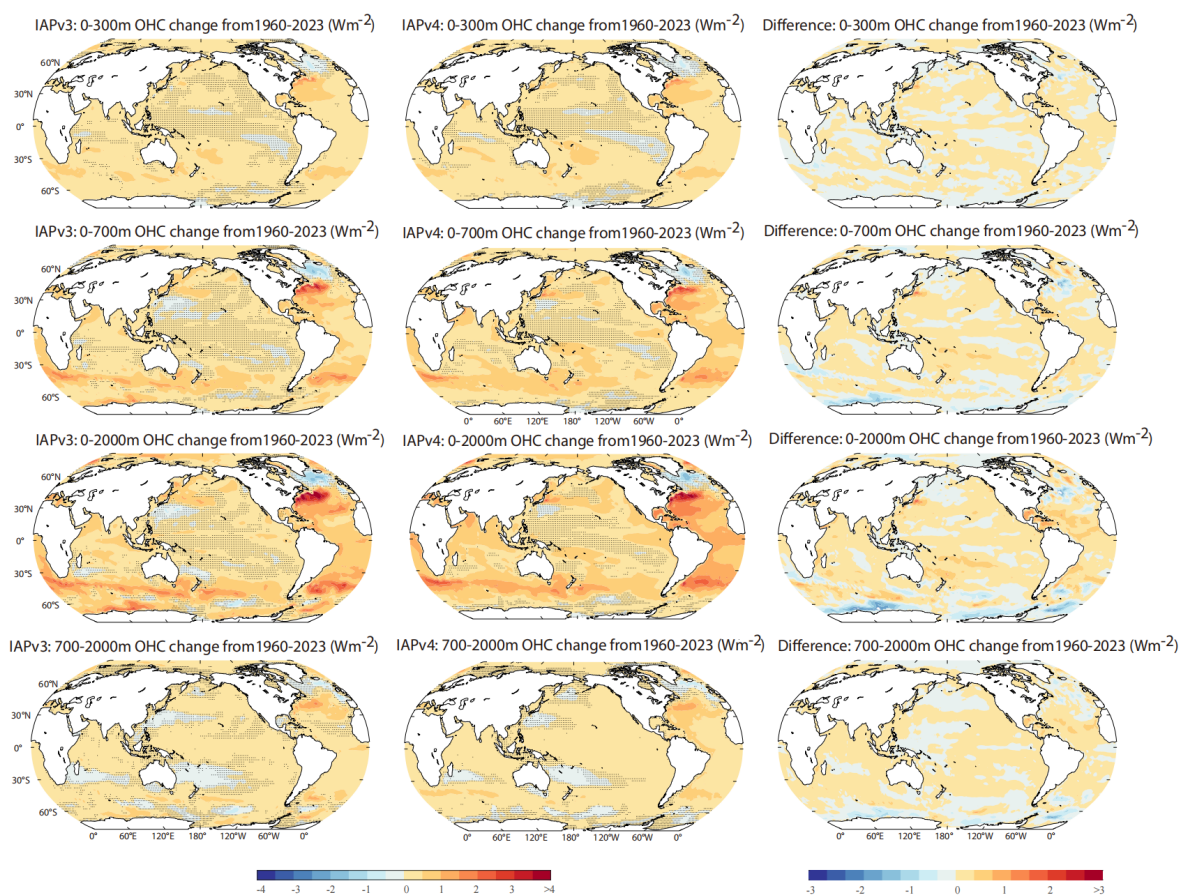 IAPv3: 0-300m OHC change from1960-2023 (Wm⁻²)
IAPv4: 0-300m OHC change from1960-2023 (Wm⁻²)
Difference: 0-300m OHC change from1960-2023 (Wm⁻²)
60°N
30°N
0°
30°S
60°S
IAPv3: 0-700m OHC change from1960-2023 (Wm⁻²)
IAPv4: 0-700m OHC change from1960-2023 (Wm⁻²)
Difference: 0-700m OHC change from1960-2023 (Wm⁻²)
60°N
30°N
0°
30°S
60°S
0° 60°E 120°E 180° 120°W 60°W 0°
IAPv3: 0-2000m OHC change from1960-2023 (Wm⁻²)
IAPv4: 0-2000m OHC change from1960-2023 (Wm⁻²)
Difference: 0-2000m OHC change from1960-2023 (Wm⁻²)
60°N
30°N
0°
30°S
60°S
IAPv3: 700-2000m OHC change from1960-2023 (Wm⁻²)
IAPv4: 700-2000m OHC change from1960-2023 (Wm⁻²)
Difference: 700-2000m OHC change from1960-2023 (Wm⁻²)
60°N
30°N
0°
30°S
60°S
0° 60°E 120°E 180° 120°W 60°W 0°
0° 60°E 120°E 180° 120°W 60°W 0°
0° 60°E 120°E 180° 120°W 60°W 0°
-4 -3 -2 -1 0 1 2 3 >4
-3 -2 -1 0 1 2 >3